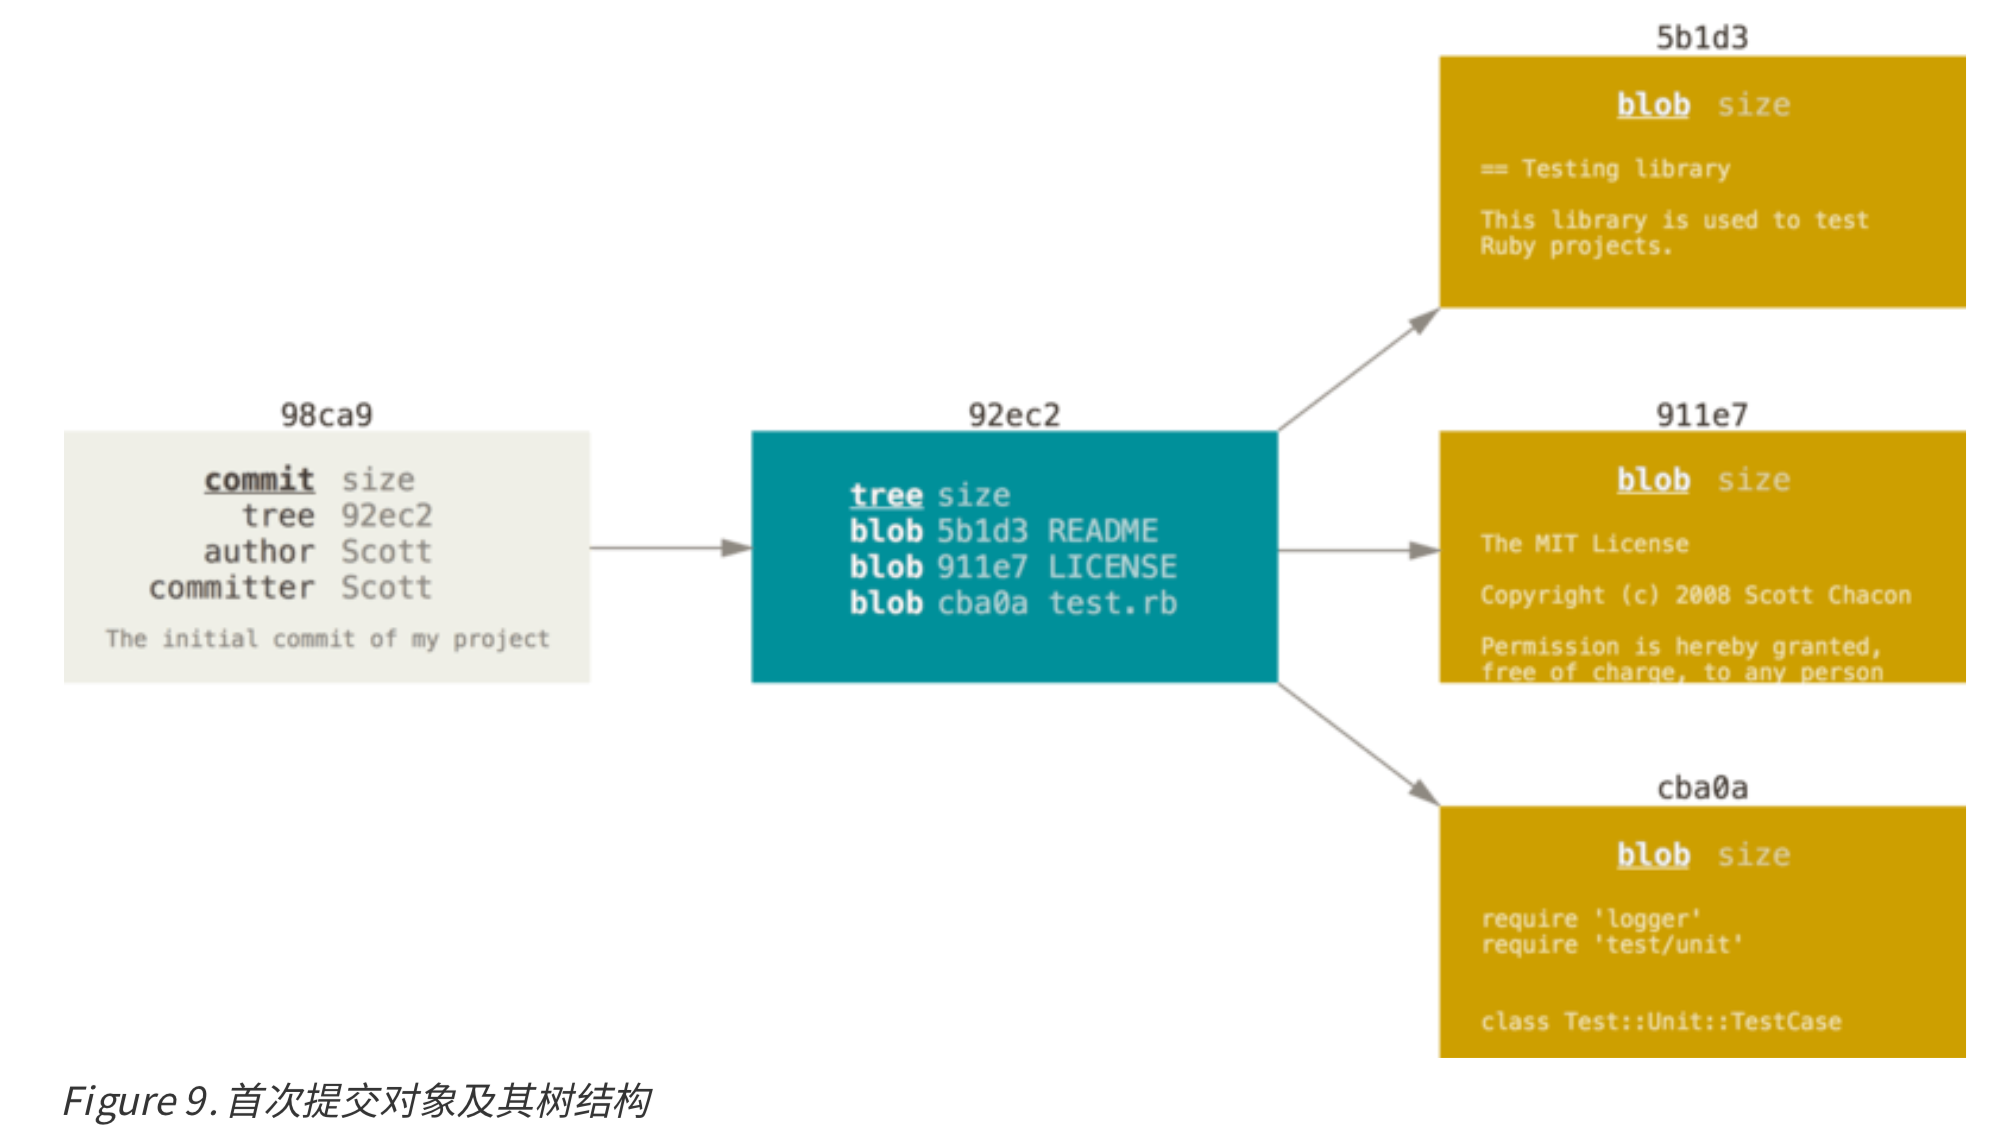 98ca9
commit size
tree 92ec2
author Scott
committer Scott
The initial commit of my project
92ec2
tree size
blob 5b1d3 README
blob 911e7 LICENSE
blob cba0a test.rb
5b1d3
blob size
== Testing library
This library is used to test
Ruby projects.
911e7
blob size
The MIT License
Copyright (c) 2008 Scott Chacon
Permission is hereby granted,
free of charge, to any person
cba0a
blob size
require 'logger'
require 'test/unit'
class Test::Unit::TestCase
Figure 9. 首次提交对象及其树结构